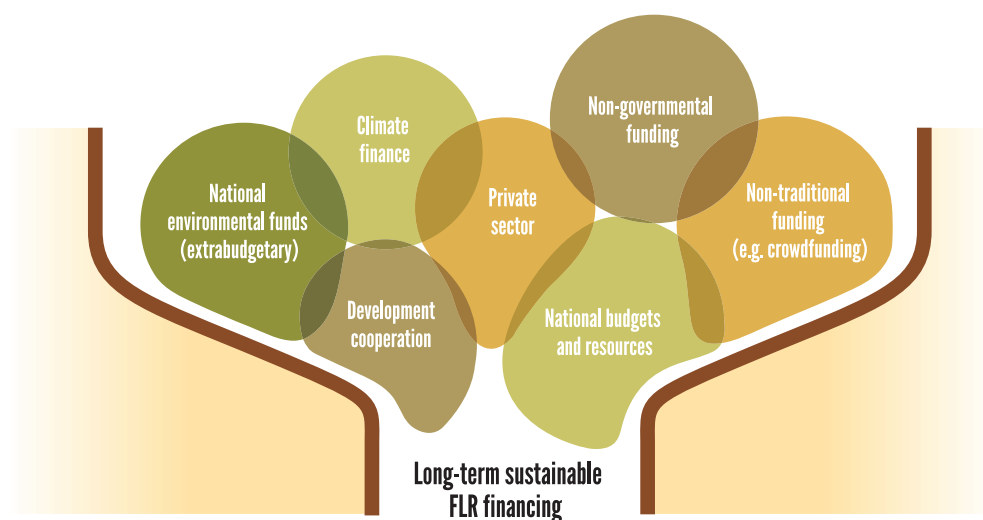 Non-governmental
funding
Climate
finance
National
environmental funds
(extrabudgetary)
Private
sector
Non-traditional
funding
(e.g. crowdfunding)
Development
cooperation
National budgets
and resources
Long-term sustainable
FLR financing